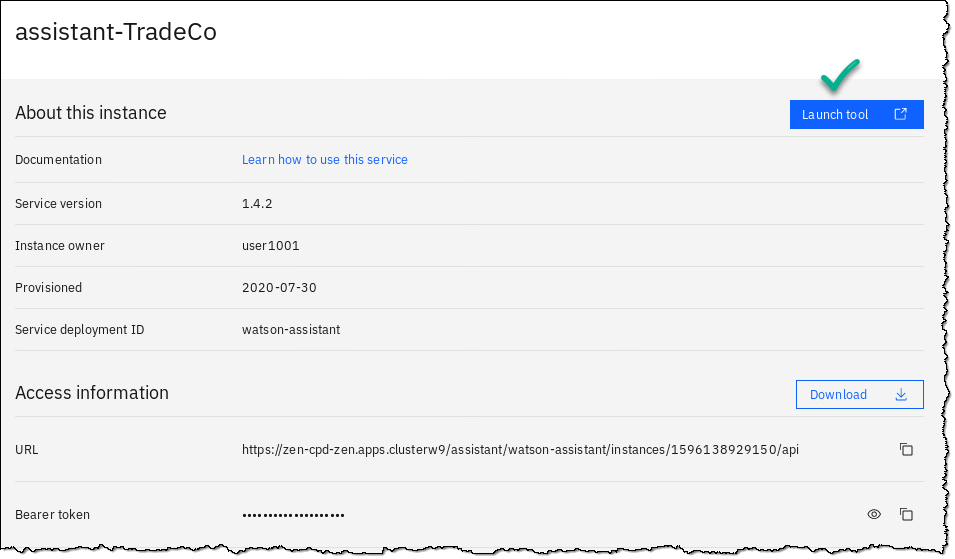 assistant-TradeCo
About this instance
Launch tool
Documentation Learn how to use this service
Service version 1.4.2
Instance owner user1001
Provisioned 2020-07-30
Service deployment ID watson-assistant
Access information
Download
URL https://zen-cpd-zen.apps.clusterw9/assistant/watson-assistant/instances/1596138929150/api
Bearer token ••••••••••••••••••••